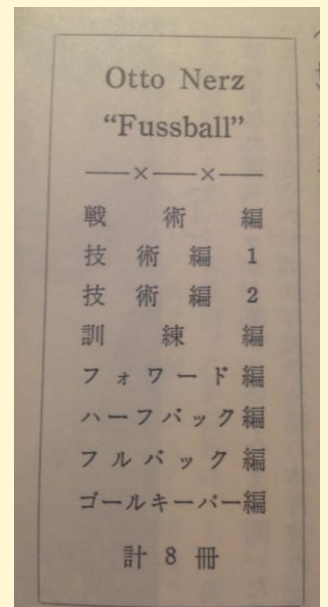 Otto Nerz
“Fussball”
——×——×——
戦術編
技術編 1
技術編 2
訓練編
フォワード編
ハーフバック編
フルバック編
ゴールキーパー編
計 8 冊